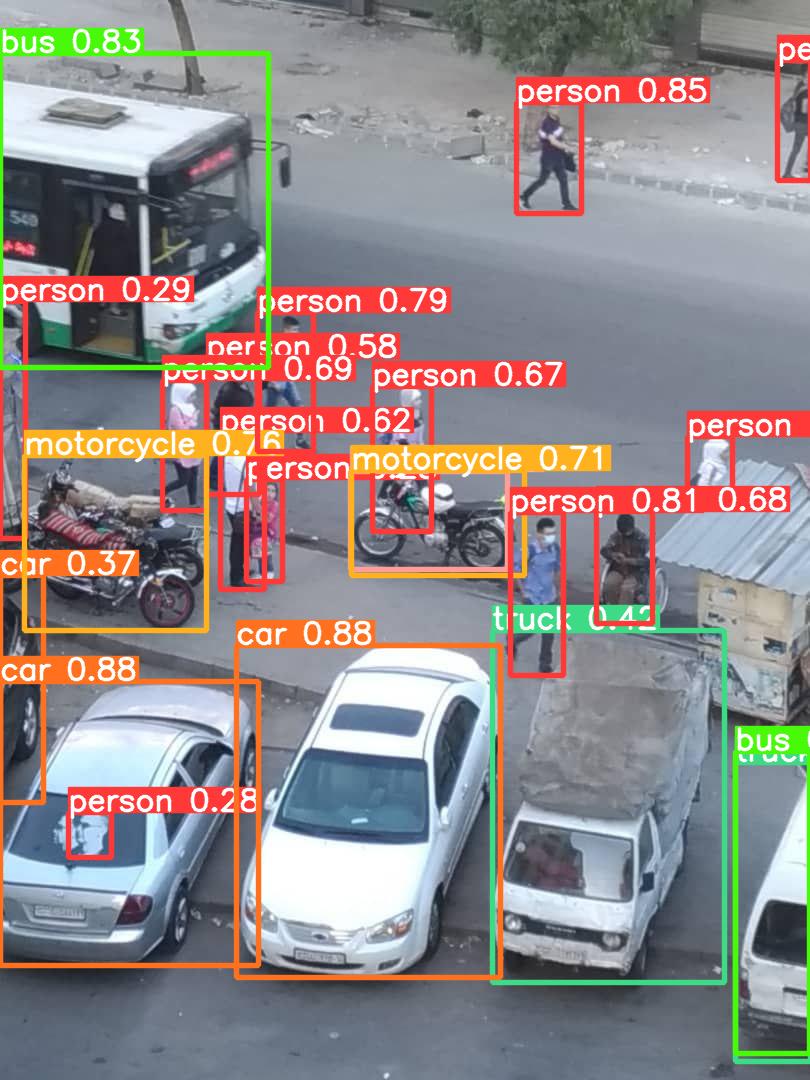 bus 0.83
person 0.85
pe
person 0.29
person 0.79
person 0.58
person 0.69
person 0.67
person 0.62
person
person
motorcycle 0.76
motorcycle 0.71
person 0.81
0.68
car 0.37
truck 0.42
car 0.88
car 0.88
bus
truck
person 0.28